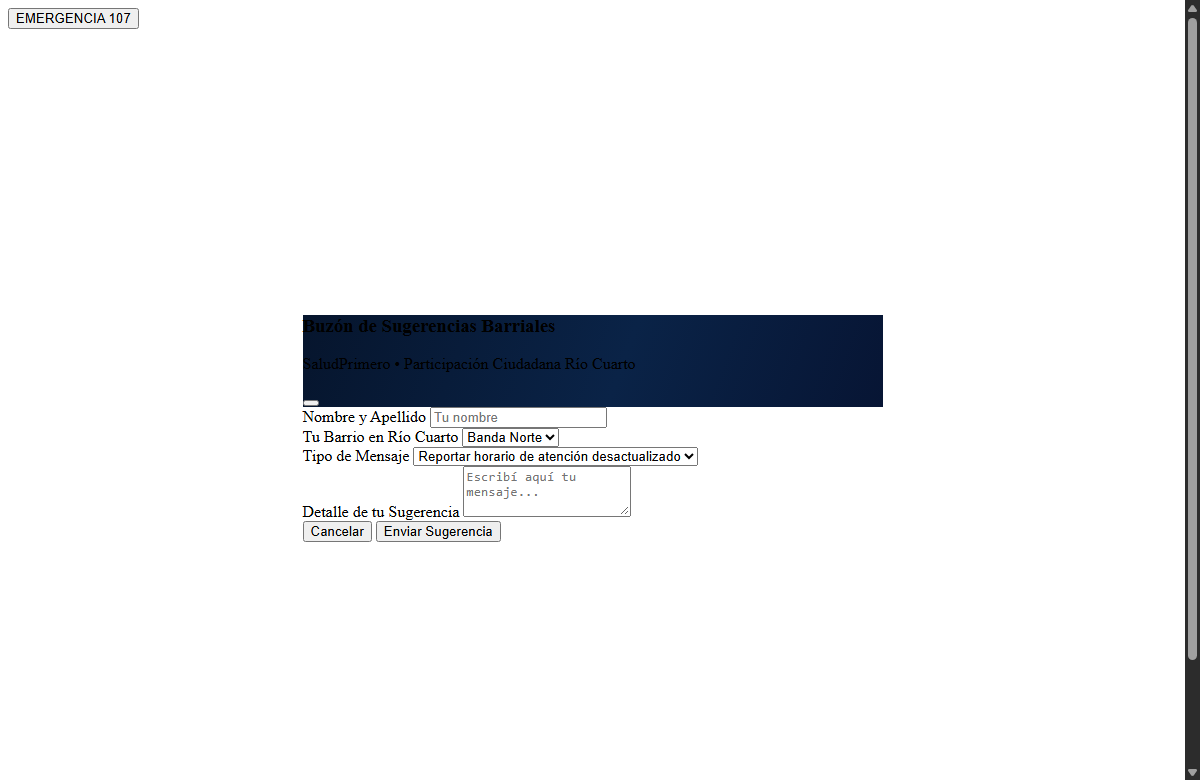 EMERGENCIA 107
Buzón de Sugerencias Barriales
SaludPrimero • Participación Ciudadana Río Cuarto
Nombre y Apellido Tu nombre
Tu Barrio en Río Cuarto Banda Norte
Tipo de Mensaje Reportar horario de atención desactualizado
Escribí aquí tu
mensaje...
Detalle de tu Sugerencia
Cancelar Enviar Sugerencia